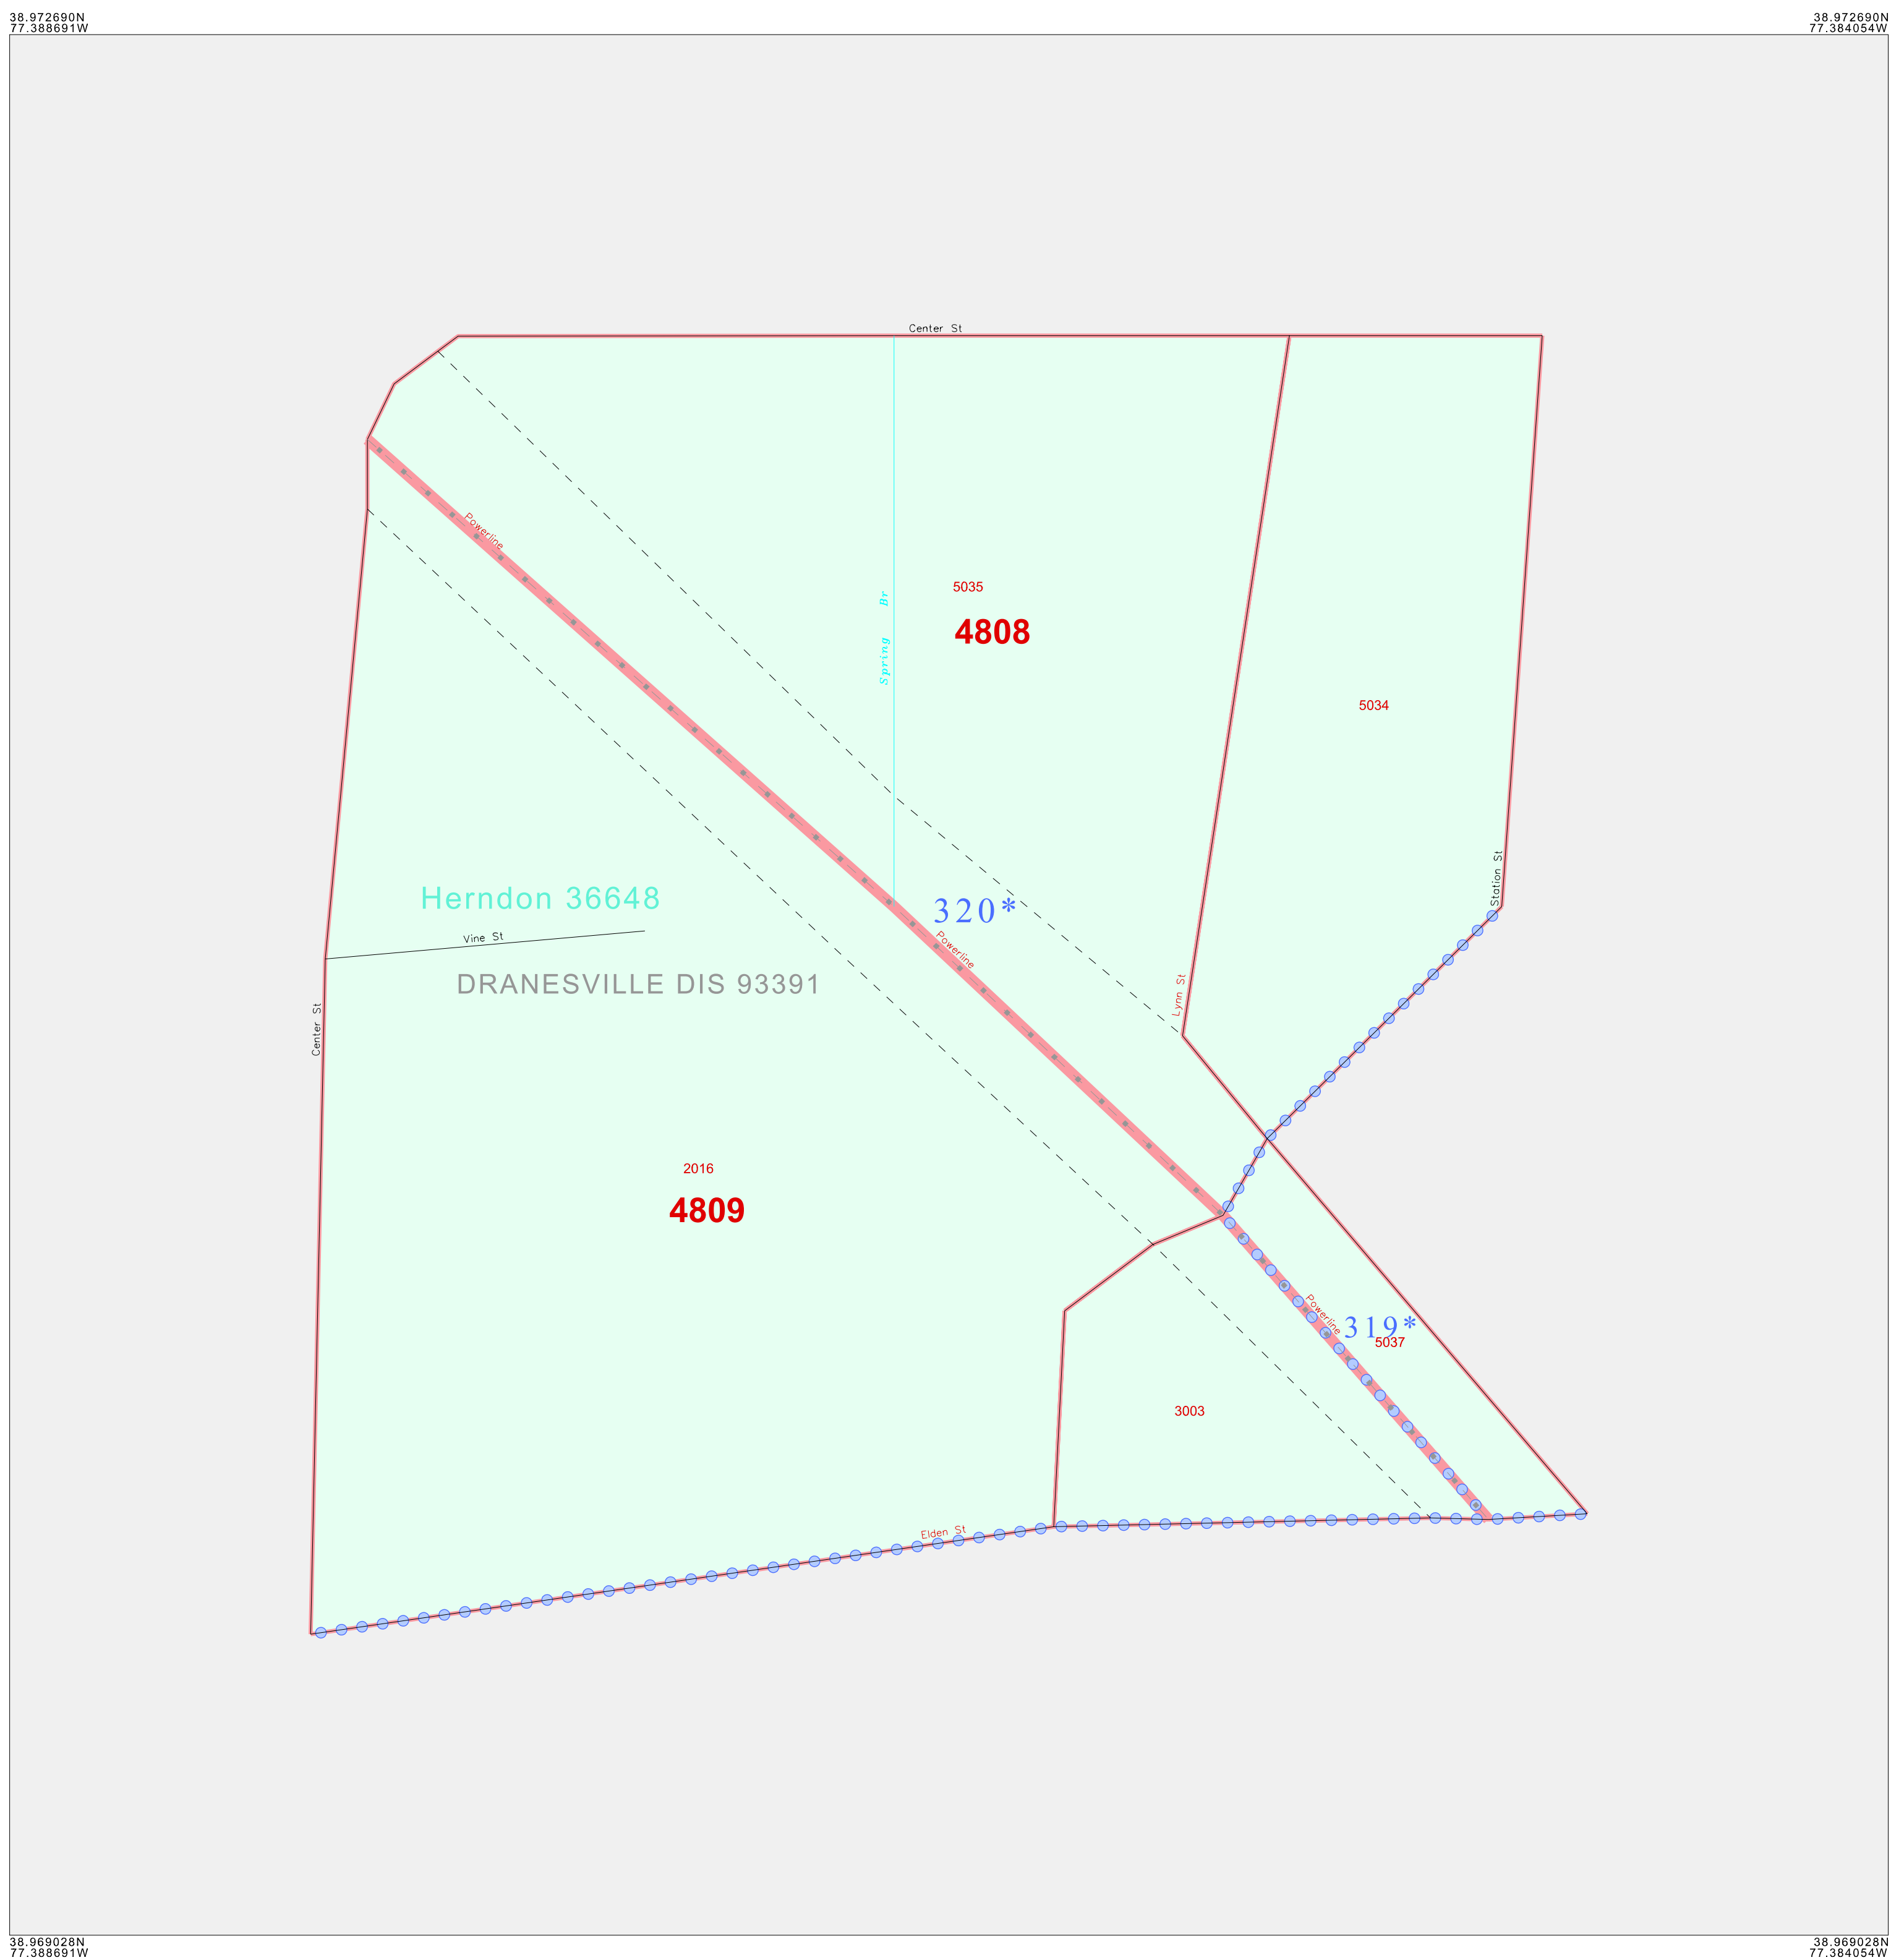 38.972690N
77.388691W
38.972690N
77.384054W
Center St
Powerline
5035
4808
Spring Br
5034
Station St
Herndon 36648
320*
Powerline
Vine St
DRANESVILLE DIS 93391
Lynn St
Center St
2016
4809
Powerline
319*
5037
3003
Elden St
38.969028N
77.388691W
38.969028N
77.384054W